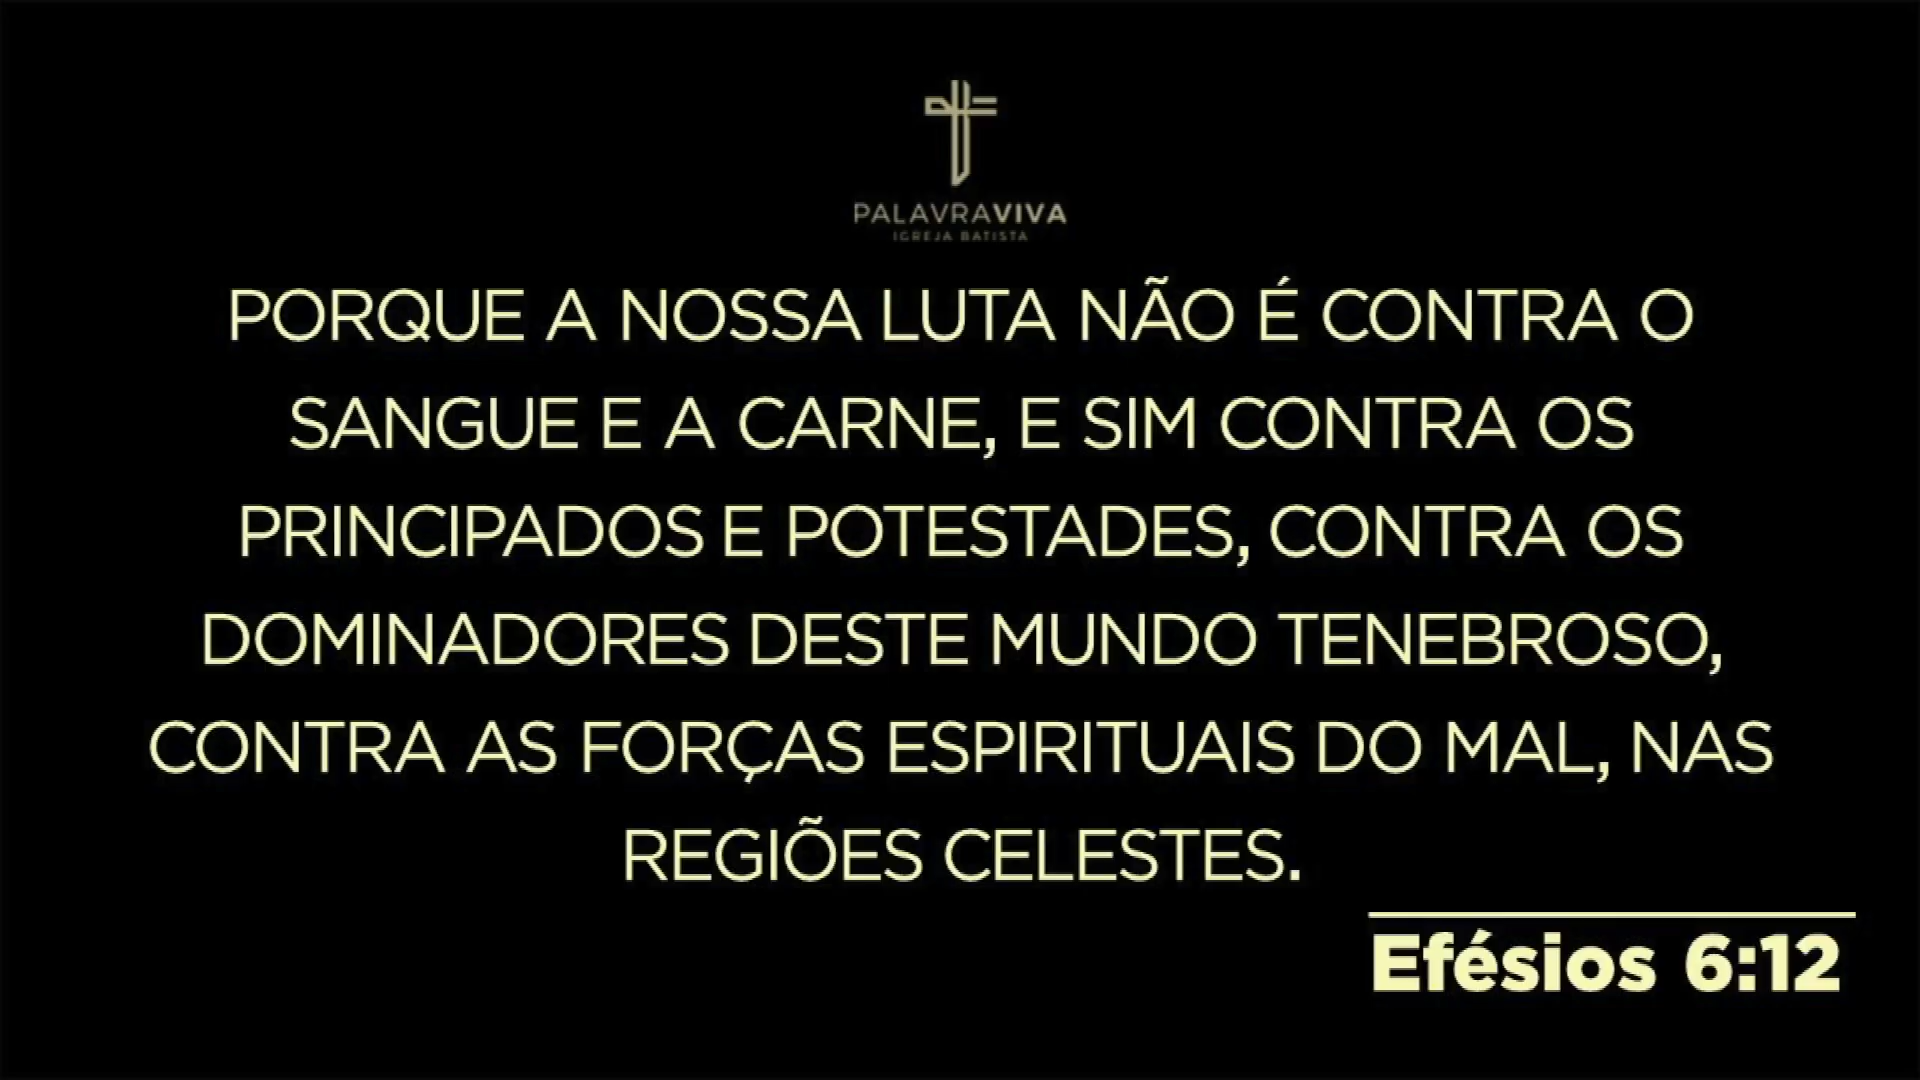 PALAVRAVIVA
IGREJA BATISTA
PORQUE A NOSSA LUTA NÃO É CONTRA O
SANGUE E A CARNE, E SIM CONTRA OS
PRINCIPADOS E POTESTADES, CONTRA OS
DOMINADORES DESTE MUNDO TENEBROSO,
CONTRA AS FORÇAS ESPIRITUAIS DO MAL, NAS
REGIÕES CELESTES.
Efésios 6:12